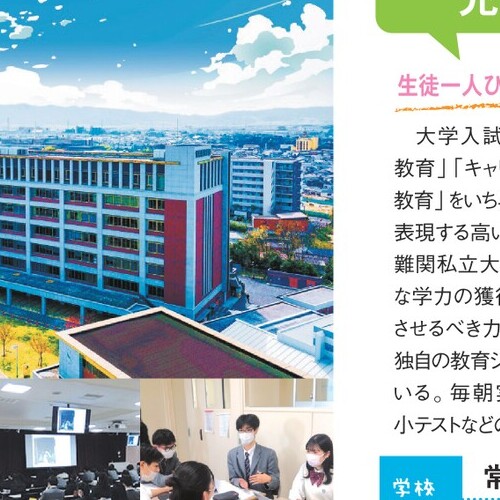 生徒一人ひ
大学入試
教育」「キャ
教育」をいち
表現する高い
難関私立大
な学力の獲得
させるべき力
独自の教育シ
いる。毎朝実
小テストなどの
学校
常